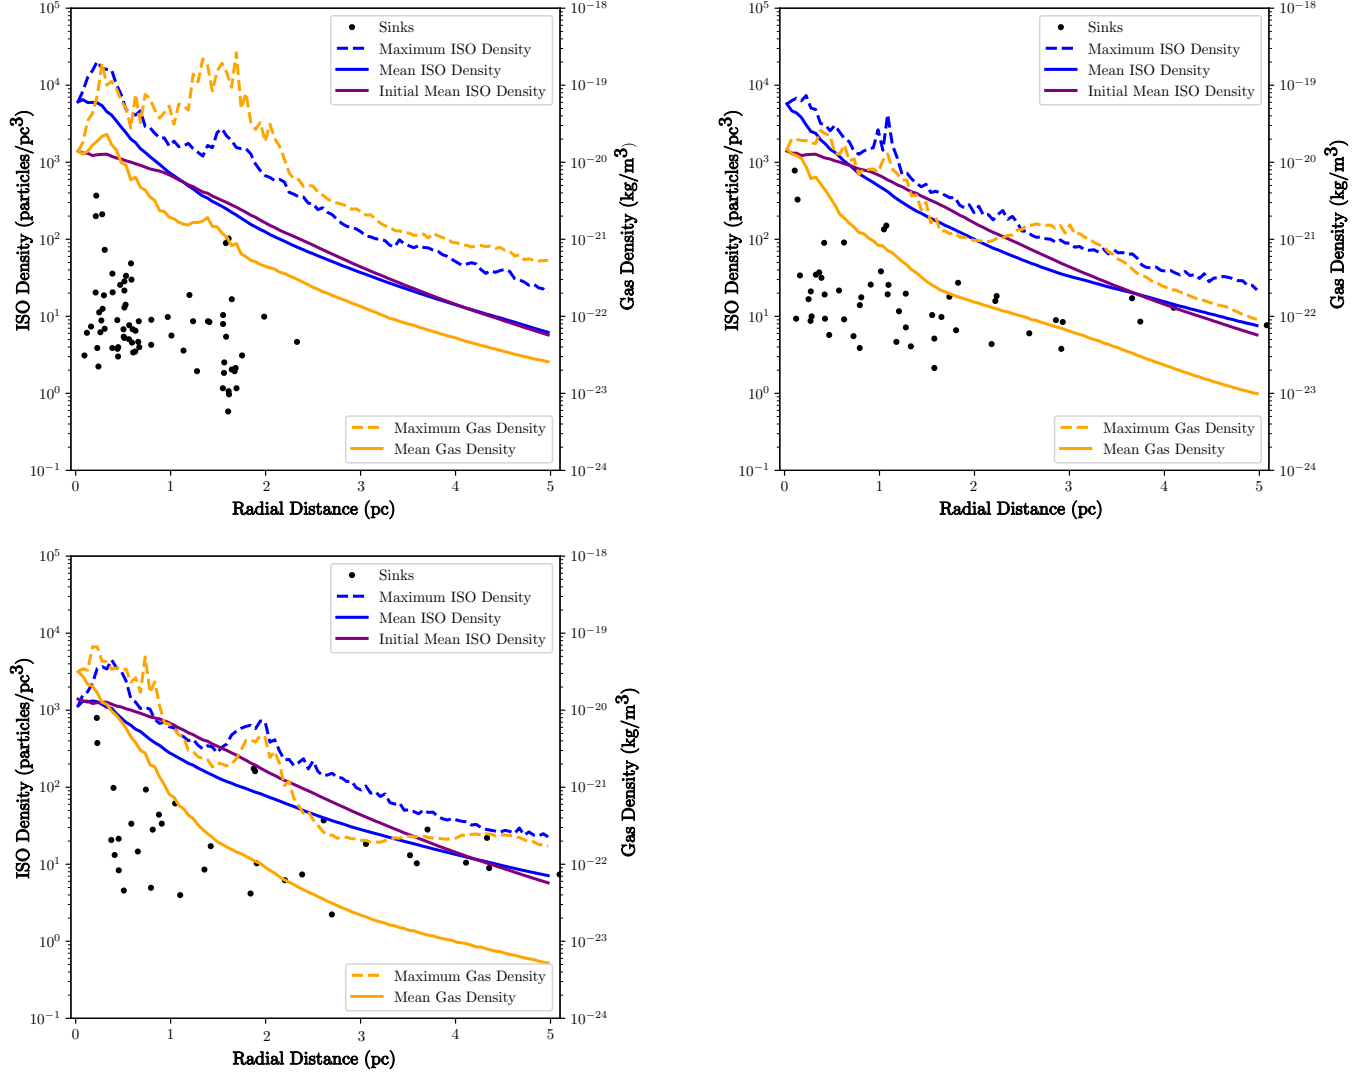 10^5
10^4
10^3
10^2
10^1
10^0
10^−1
ISO Density (particles/pc^3)
Sinks
Maximum ISO Density
Mean ISO Density
Initial Mean ISO Density
Maximum Gas Density
Mean Gas Density
10^−18
10^−19
10^−20
10^−21
10^−22
10^−23
10^−24
Gas Density (kg/m^3)
0 1 2 3 4 5
Radial Distance (pc)
10^5
10^4
10^3
10^2
10^1
10^0
10^−1
ISO Density (particles/pc^3)
Sinks
Maximum ISO Density
Mean ISO Density
Initial Mean ISO Density
Maximum Gas Density
Mean Gas Density
10^−18
10^−19
10^−20
10^−21
10^−22
10^−23
10^−24
Gas Density (kg/m^3)
0 1 2 3 4 5
Radial Distance (pc)
10^5
10^4
10^3
10^2
10^1
10^0
10^−1
ISO Density (particles/pc^3)
Sinks
Maximum ISO Density
Mean ISO Density
Initial Mean ISO Density
Maximum Gas Density
Mean Gas Density
10^−18
10^−19
10^−20
10^−21
10^−22
10^−23
10^−24
Gas Density (kg/m^3)
0 1 2 3 4 5
Radial Distance (pc)